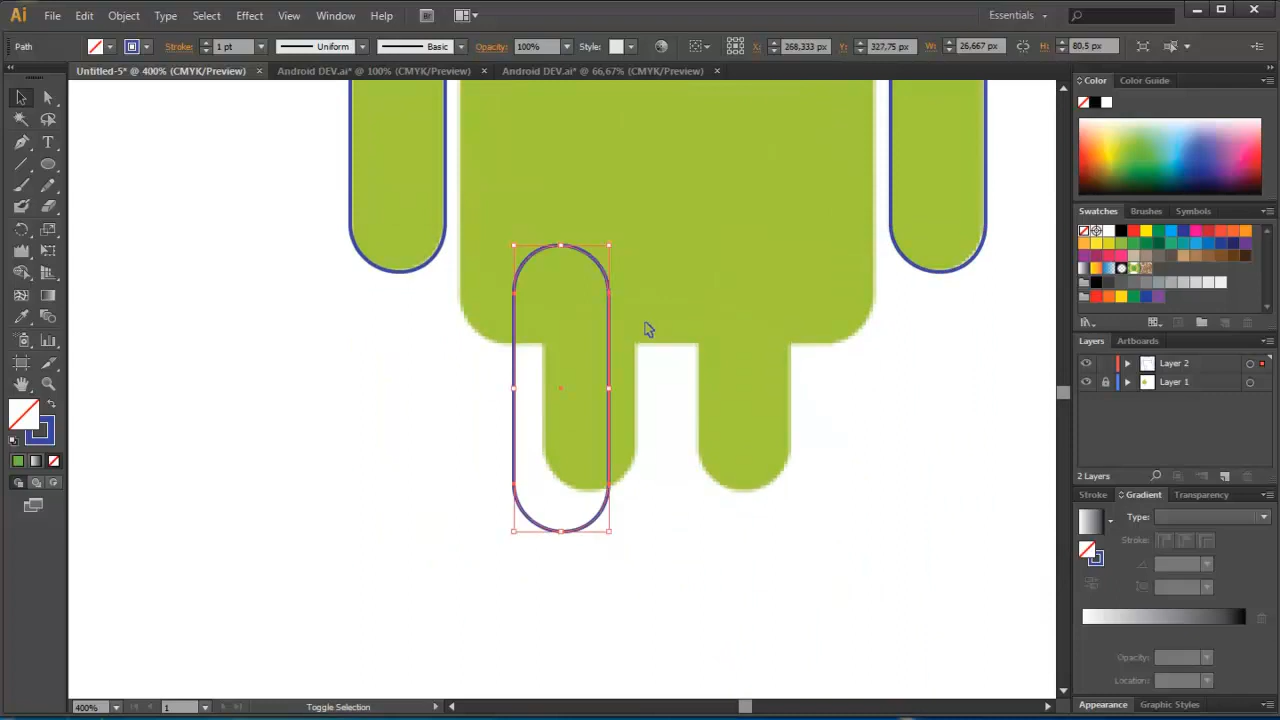 Ai File Edit Object Type Select Effect View Window Help Br Essentials
Path Stroke: 1 pt Uniform Basic Opacity: 100% Style: X: 268,333 px Y: 327,75 px W: 26,667 px H: 80,5 px
Untitled-5* @ 400% (CMYK/Preview) × Android DEV.ai* @ 100% (CMYK/Preview) × Android DEV.ai* @ 66,67% (CMYK/Preview) ×
Color Color Guide
Swatches Brushes Symbols
Layers Artboards
Layer 2
Layer 1
2 Layers
Stroke Gradient Transparency
Type:
Stroke:
Opacity:
Location:
Appearance Graphic Styles
400% 1 Toggle Selection